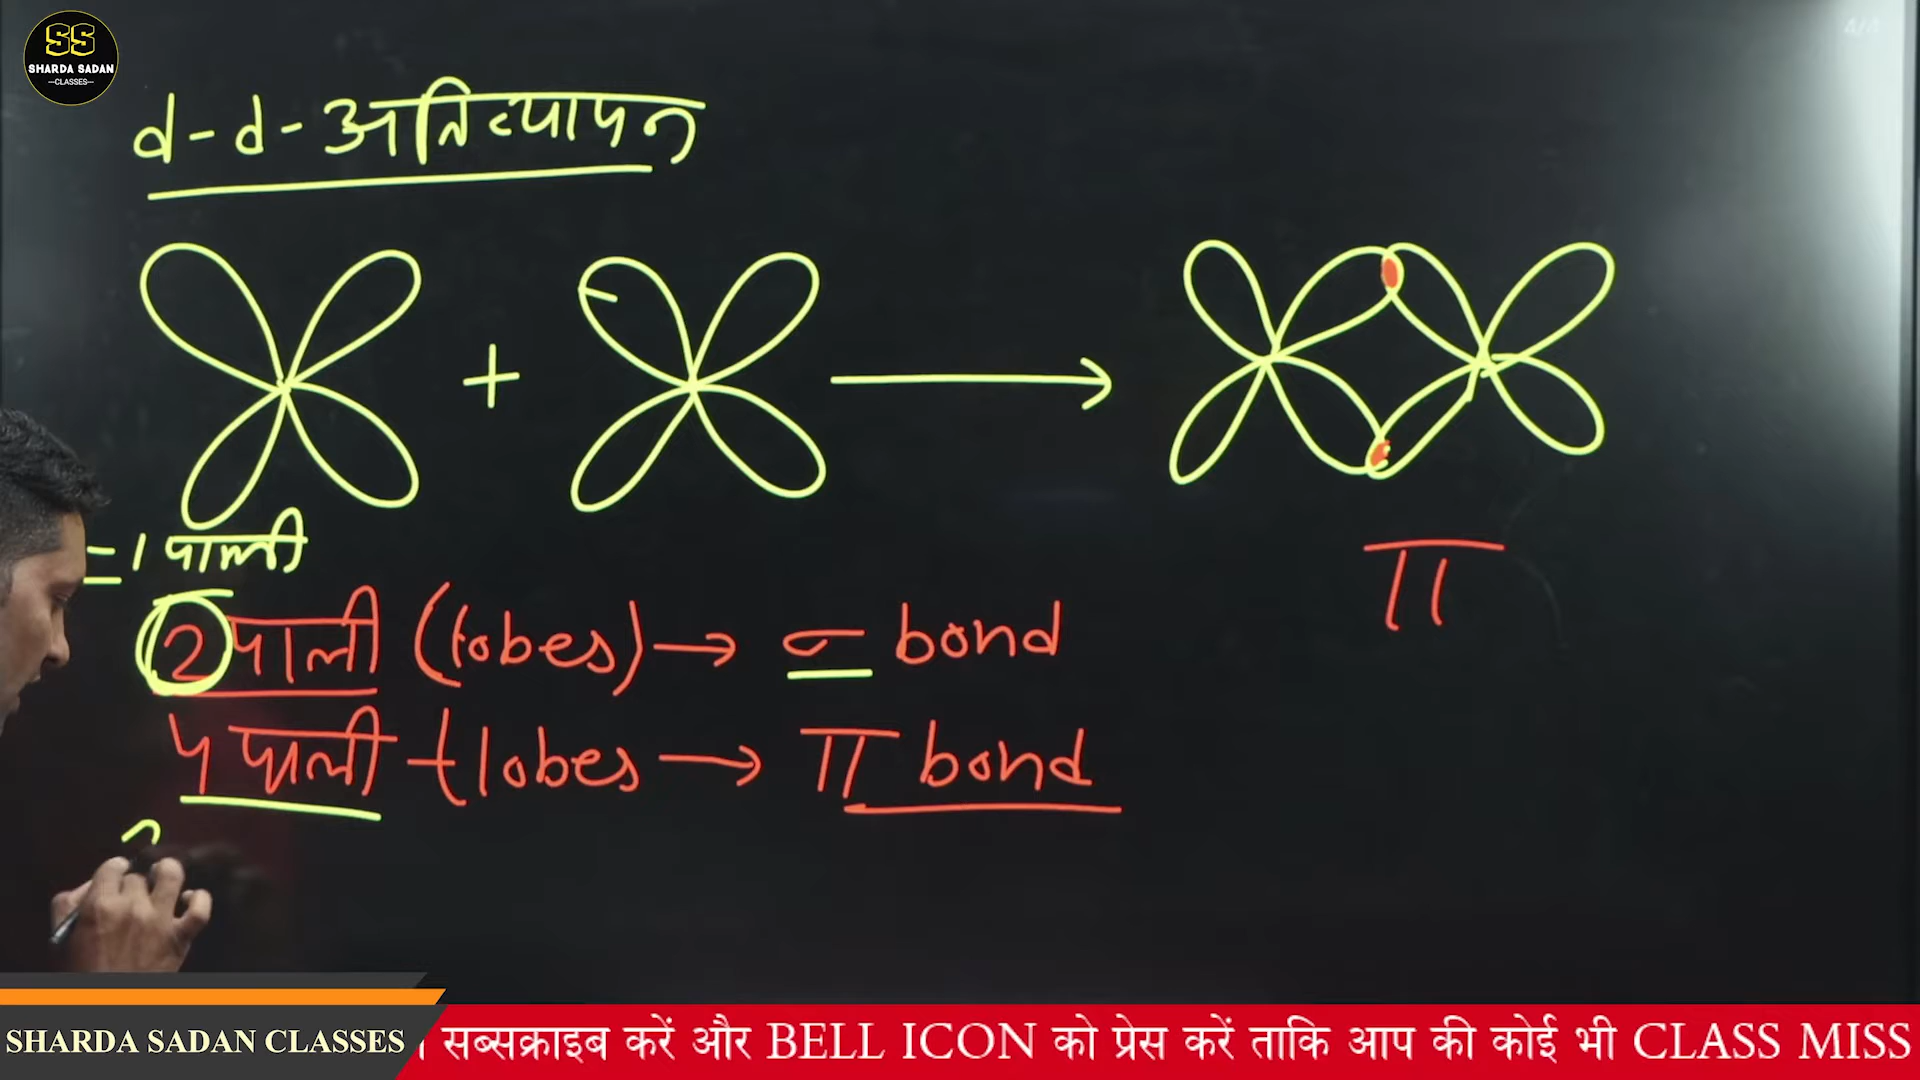 SS
SHARDA SADAN
—CLASSES—
d-d-अतिव्यापन
+
= 1 पाली
2 पाली (lobes) → σ bond
π
4 पाली - (lobes → π bond
SHARDA SADAN CLASSES
। सब्सक्राइब करें और BELL ICON को प्रेस करें ताकि आप की कोई भी CLASS MISS